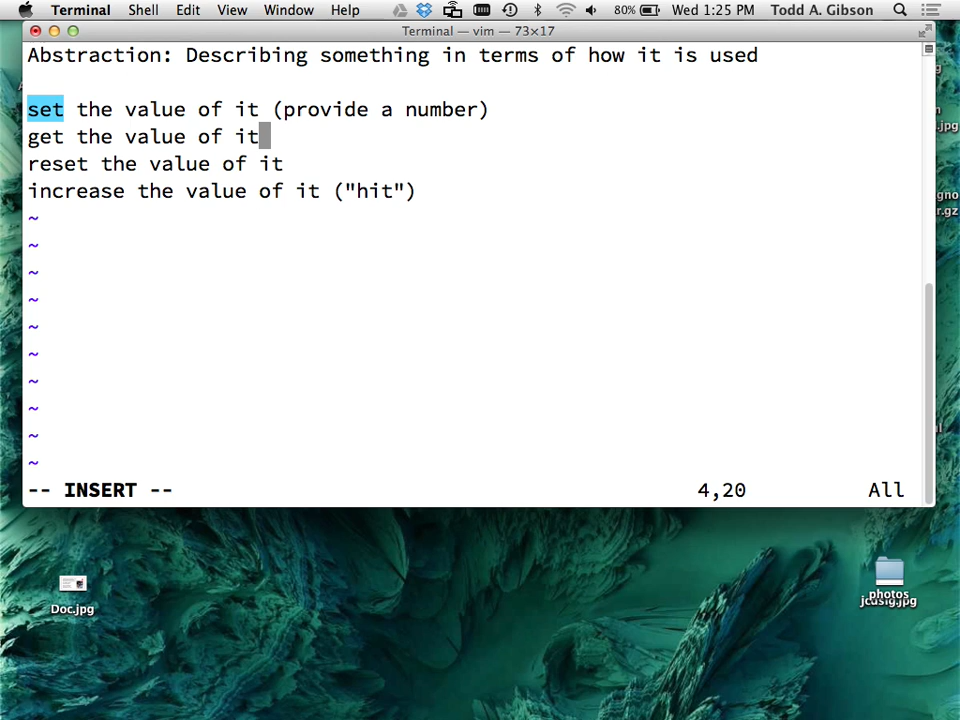 Terminal Shell Edit View Window Help 80% Wed 1:25 PM Todd A. Gibson
Terminal — vim — 73×17
Abstraction: Describing something in terms of how it is used
set the value of it (provide a number)
get the value of it
reset the value of it
increase the value of it ("hit")
~
~
~
~
~
~
~
~
~
~
-- INSERT -- 4,20 All
.jpg
r.gz
Doc.jpg
photos
jcdsig.jpg